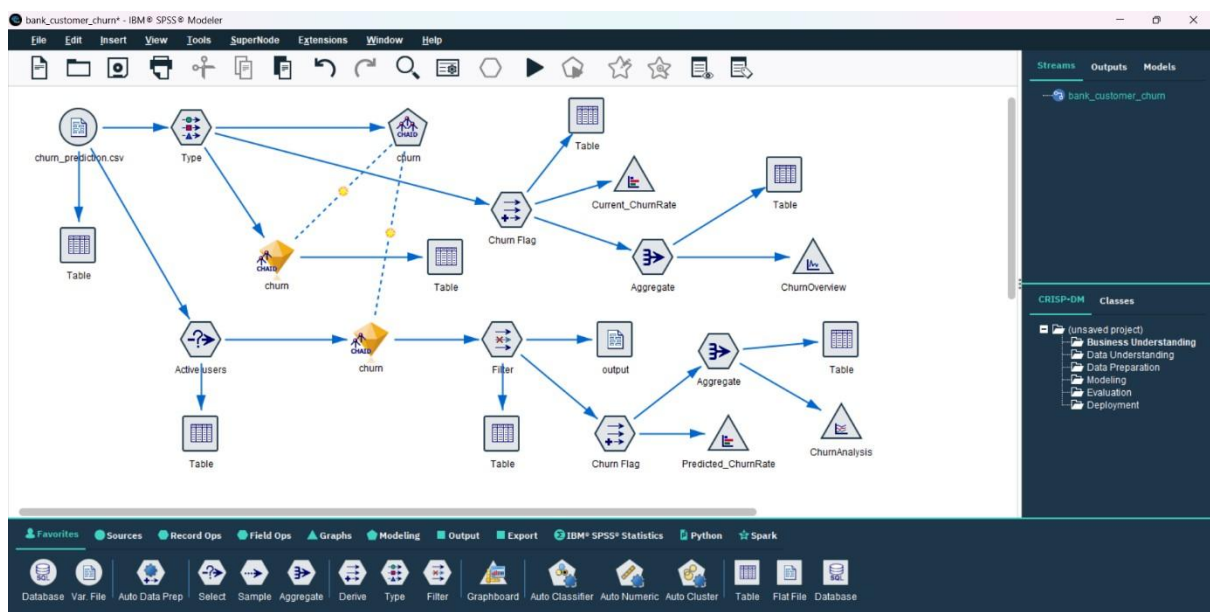 bank_customer_churn* - IBM® SPSS® Modeler
File Edit Insert View Tools SuperNode Extensions Window Help
Streams Outputs Models
bank_customer_churn
churn_prediction.csv
Type
CHAID
churn
Table
Current_ChurnRate
Table
Churn Flag
Table
CHAID
churn
Table
Aggregate
ChurnOverview
CRISP-DM Classes
(unsaved project)
Business Understanding
Data Understanding
Data Preparation
Modeling
Evaluation
Deployment
Active users
CHAID
churn
Filter
output
Aggregate
Table
Table
Table
Churn Flag
Predicted_ChurnRate
ChurnAnalysis
Favorites Sources Record Ops Field Ops Graphs Modeling Output Export IBM® SPSS® Statistics Python Spark
SQL
SQL
Database Var. File Auto Data Prep Select Sample Aggregate Derive Type Filter Graphboard Auto Classifier Auto Numeric Auto Cluster Table Flat File Database